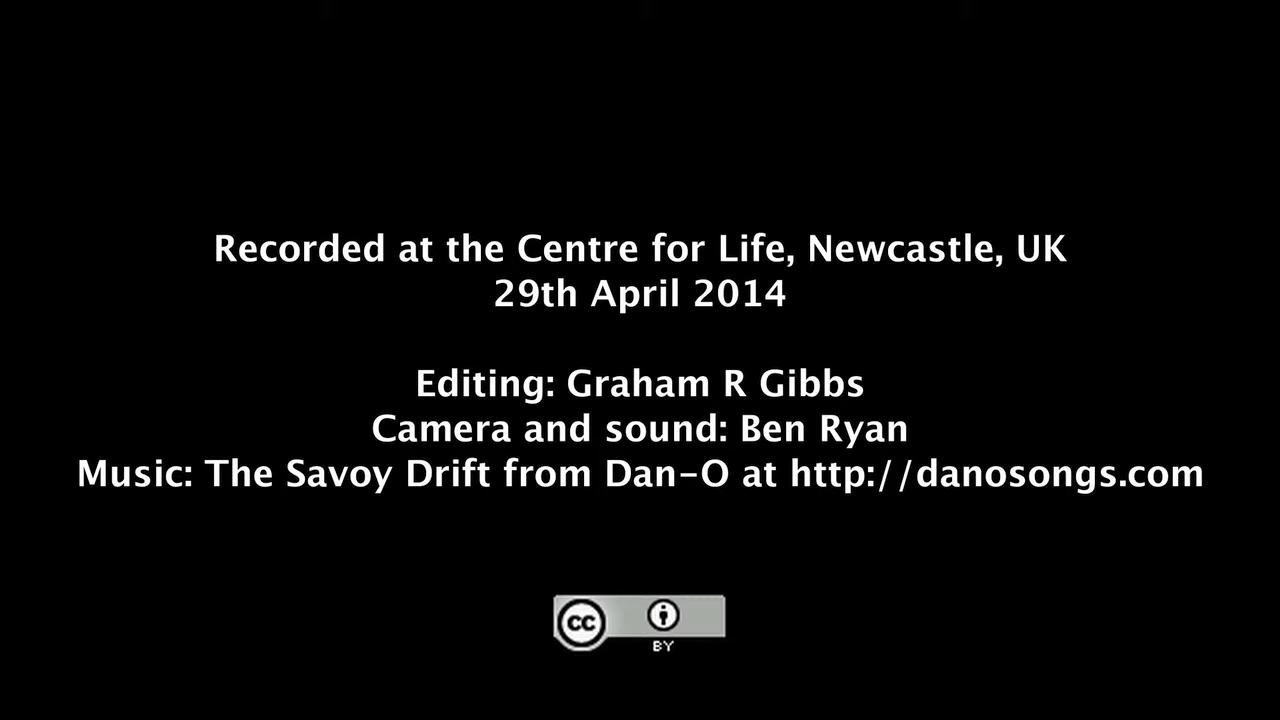 Recorded at the Centre for Life, Newcastle, UK
29th April 2014
Editing: Graham R Gibbs
Camera and sound: Ben Ryan
Music: The Savoy Drift from Dan-O at http://danosongs.com
cc
BY